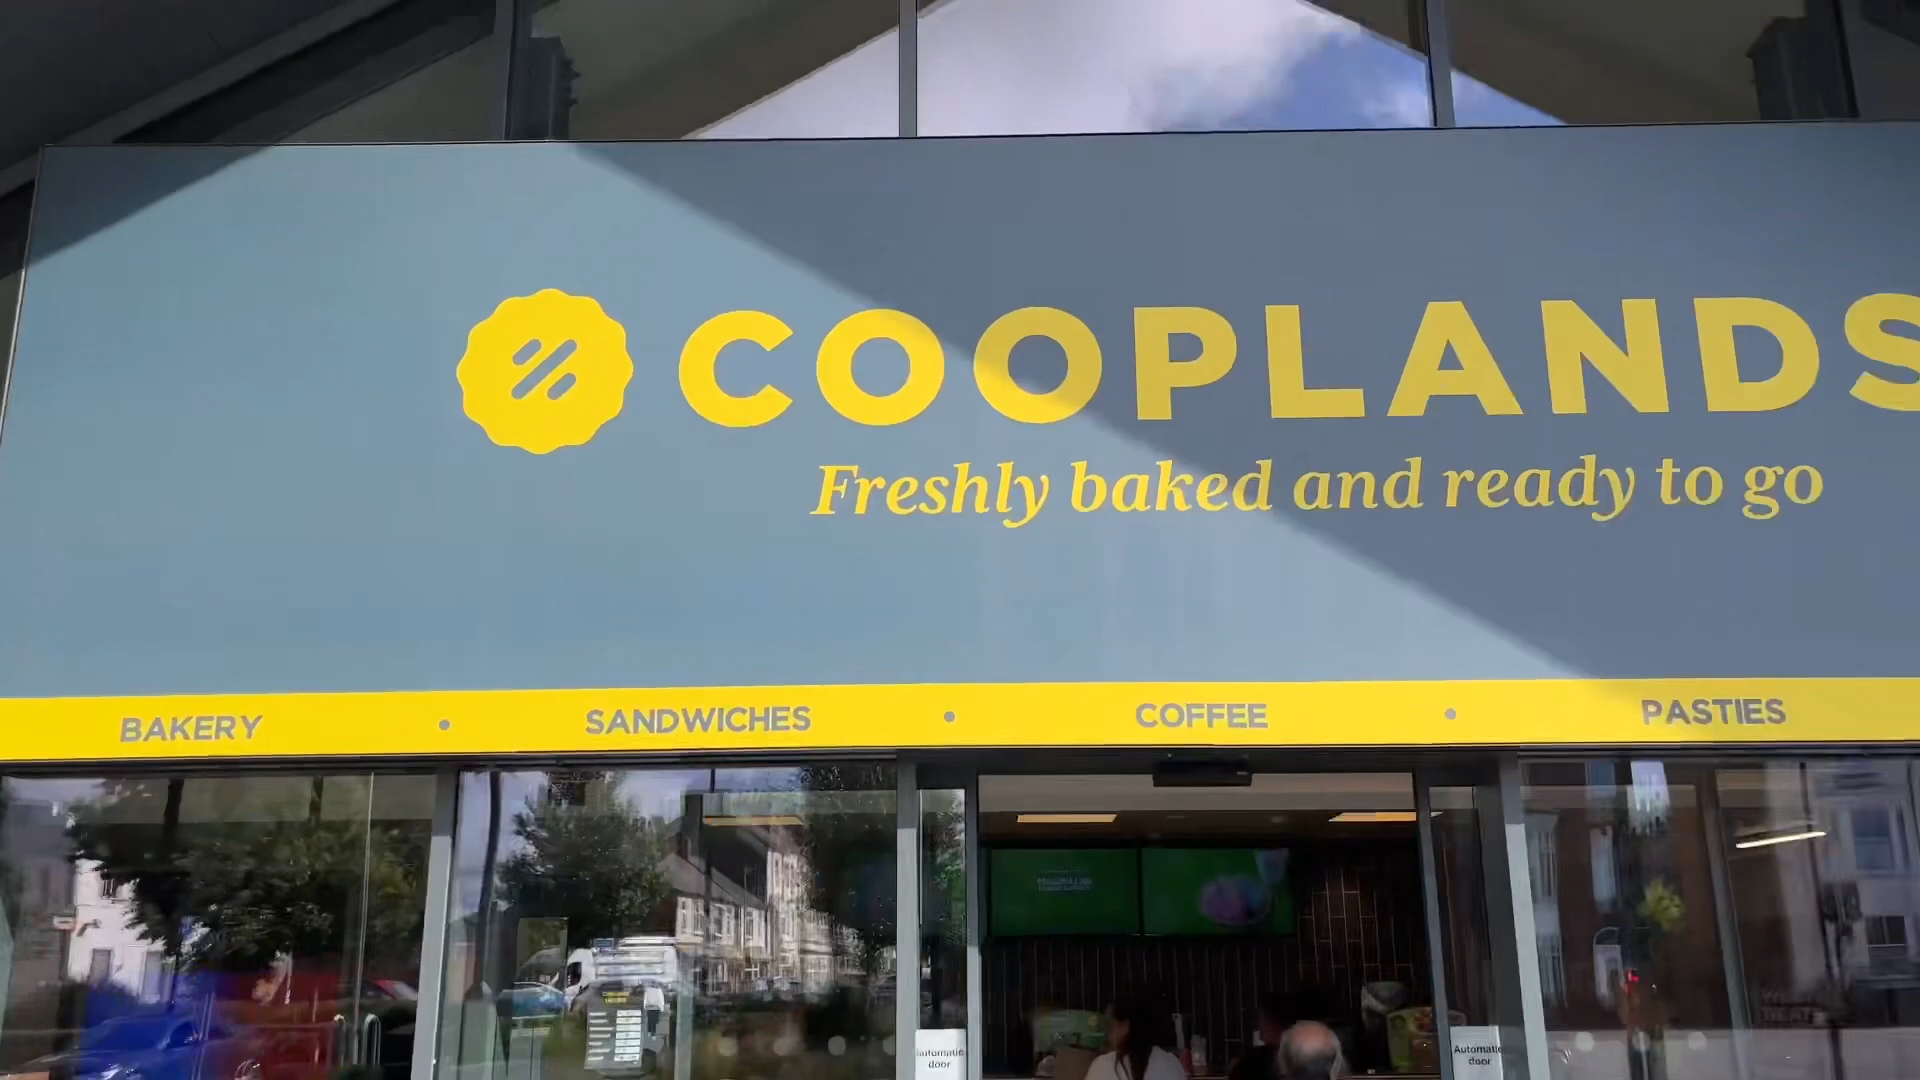 COOPLANDS
Freshly baked and ready to go
BAKERY • SANDWICHES • COFFEE • PASTIES
Automatic door
Automatic door